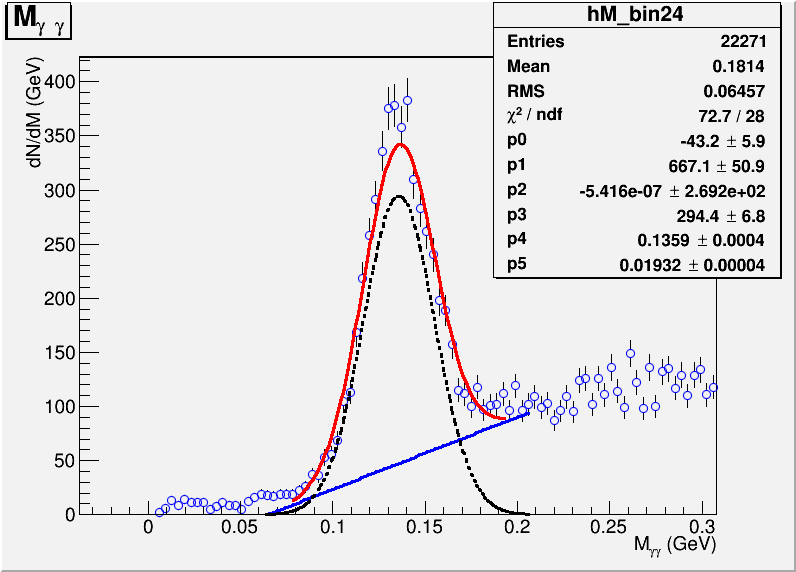 M γ γ
hM_bin24
Entries 22271
Mean 0.1814
RMS 0.06457
χ² / ndf 72.7 / 28
p0 -43.2 ± 5.9
p1 667.1 ± 50.9
p2 -5.416e-07 ± 2.692e+02
p3 294.4 ± 6.8
p4 0.1359 ± 0.0004
p5 0.01932 ± 0.00004
dN/dM (GeV)
400
350
300
250
200
150
100
50
0
0 0.05 0.1 0.15 0.2 0.25 0.3
M γγ (GeV)